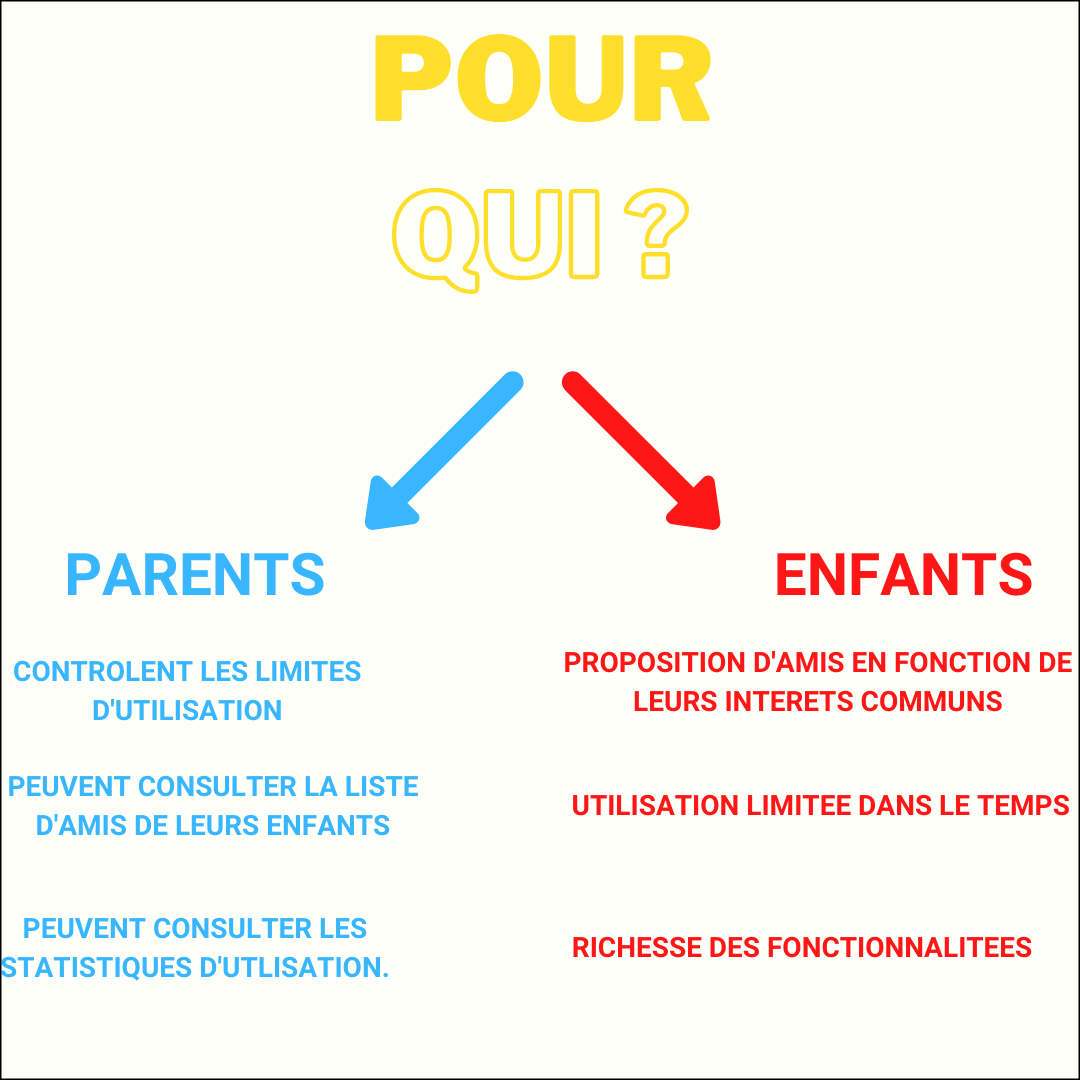 POUR
QUI ?
PARENTS
CONTROLENT LES LIMITES
D'UTILISATION
PEUVENT CONSULTER LA LISTE
D'AMIS DE LEURS ENFANTS
PEUVENT CONSULTER LES
STATISTIQUES D'UTLISATION.
ENFANTS
PROPOSITION D'AMIS EN FONCTION DE
LEURS INTERETS COMMUNS
UTILISATION LIMITEE DANS LE TEMPS
RICHESSE DES FONCTIONNALITEES